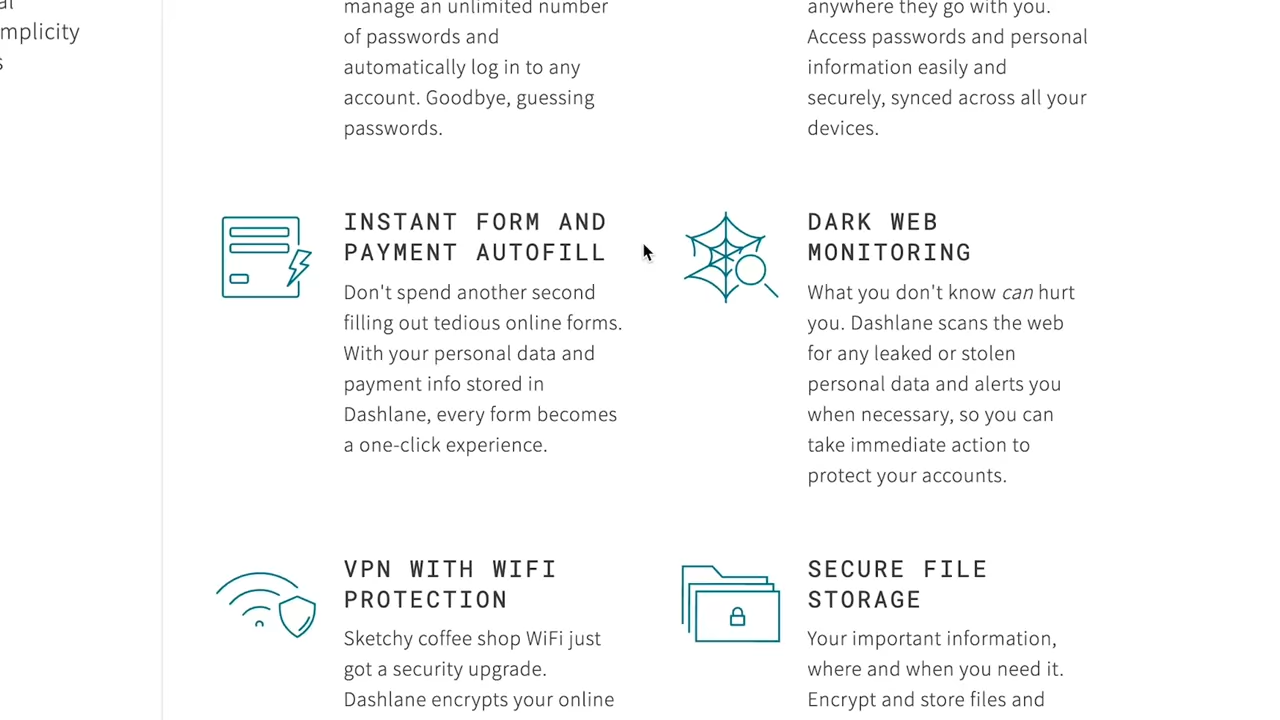 mplicity
manage an unlimited number
of passwords and
automatically log in to any
account. Goodbye, guessing
passwords.
anywhere they go with you.
Access passwords and personal
information easily and
securely, synced across all your
devices.
INSTANT FORM AND
PAYMENT AUTOFILL
Don't spend another second
filling out tedious online forms.
With your personal data and
payment info stored in
Dashlane, every form becomes
a one-click experience.
DARK WEB
MONITORING
What you don't know can hurt
you. Dashlane scans the web
for any leaked or stolen
personal data and alerts you
when necessary, so you can
take immediate action to
protect your accounts.
VPN WITH WIFI
PROTECTION
Sketchy coffee shop WiFi just
got a security upgrade.
Dashlane encrypts your online
SECURE FILE
STORAGE
Your important information,
where and when you need it.
Encrypt and store files and